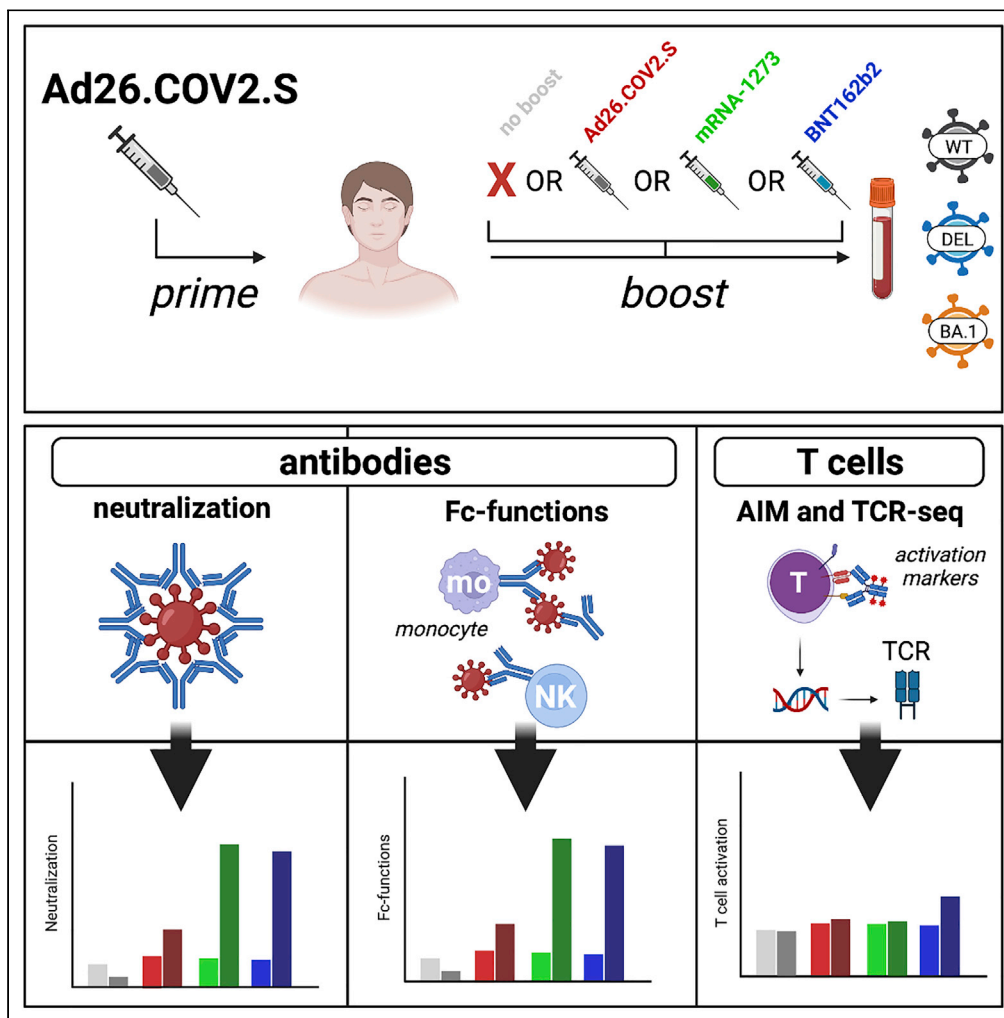 Ad26.COV2.S
no boost
Ad26.COV2.S
mRNA-1273
BNT162b2
X OR OR OR
prime
boost
WT
DEL
BA.1
antibodies
T cells
neutralization
Fc-functions
AIM and TCR-seq
mo
monocyte
NK
T
activation
markers
TCR
Neutralization
Fc-functions
T cell activation